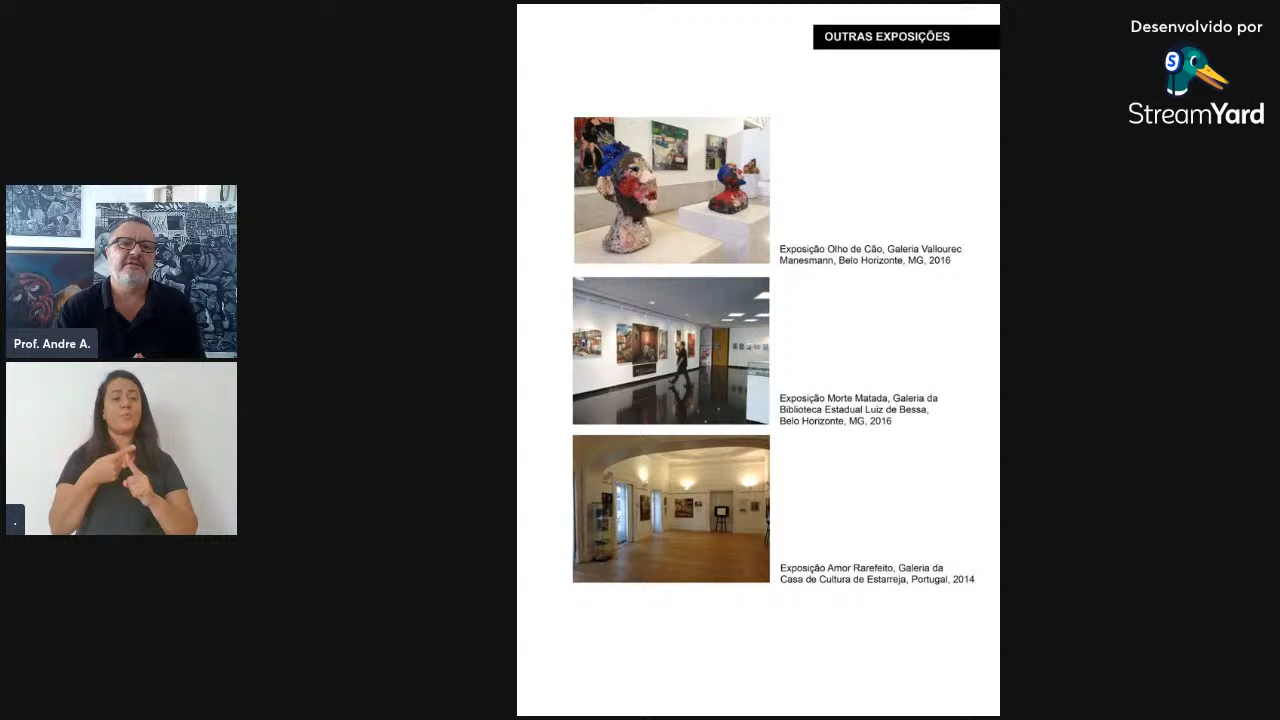 OUTRAS EXPOSIÇÕES
Desenvolvido por
StreamYard
Exposição Olho de Cão, Galeria Vallourec
Manesmann, Belo Horizonte, MG, 2016
Prof. Andre A.
Exposição Morte Matada, Galeria da
Biblioteca Estadual Luiz de Bessa,
Belo Horizonte, MG, 2016
.
Exposição Amor Rarefeito, Galeria da
Casa de Cultura de Estarreja, Portugal, 2014